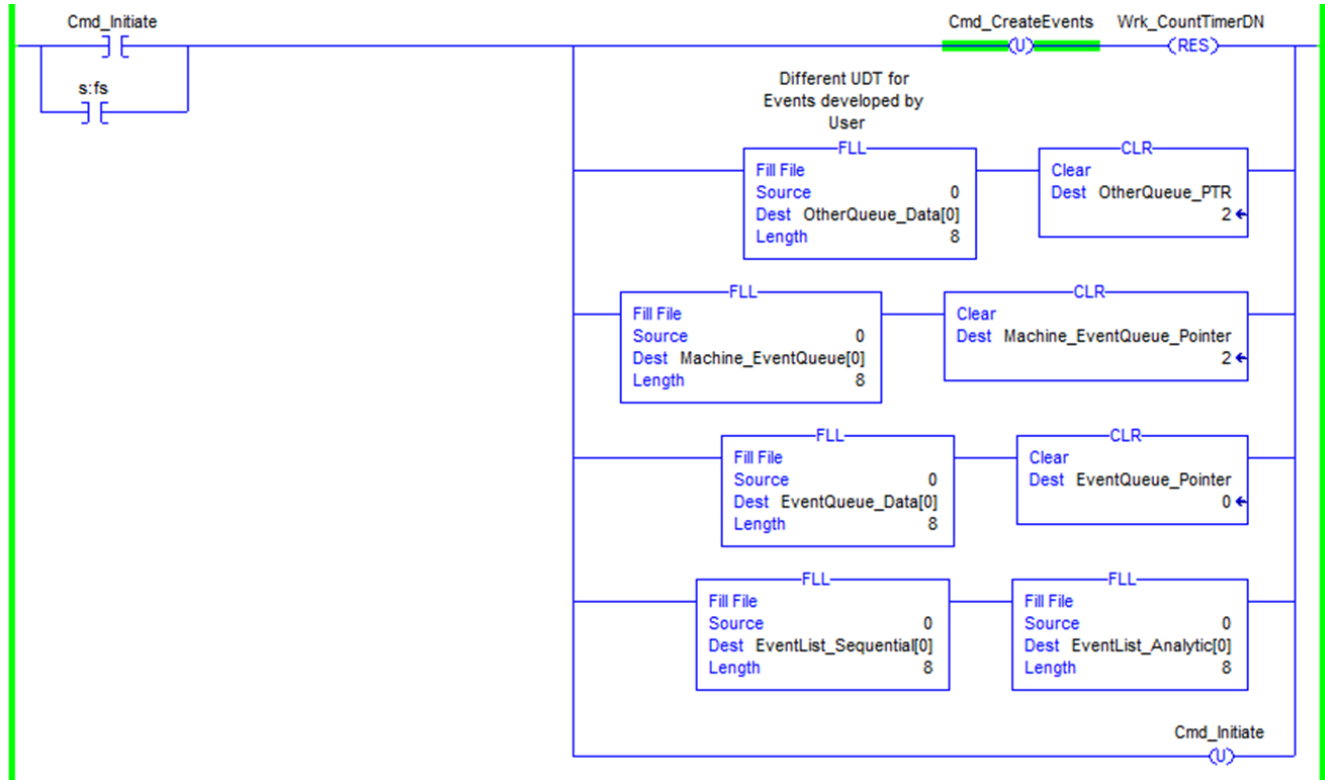 Cmd_Initiate
s:fs
Cmd_CreateEvents Wrk_CountTimerDN
U RES
Different UDT for
Events developed by
User
FLL
Fill File
Source 0
Dest OtherQueue_Data[0]
Length 8
CLR
Clear
Dest OtherQueue_PTR
2
FLL
Fill File
Source 0
Dest Machine_EventQueue[0]
Length 8
CLR
Clear
Dest Machine_EventQueue_Pointer
2
FLL
Fill File
Source 0
Dest EventQueue_Data[0]
Length 8
CLR
Clear
Dest EventQueue_Pointer
0
FLL
Fill File
Source 0
Dest EventList_Sequential[0]
Length 8
FLL
Fill File
Source 0
Dest EventList_Analytic[0]
Length 8
Cmd_Initiate
U